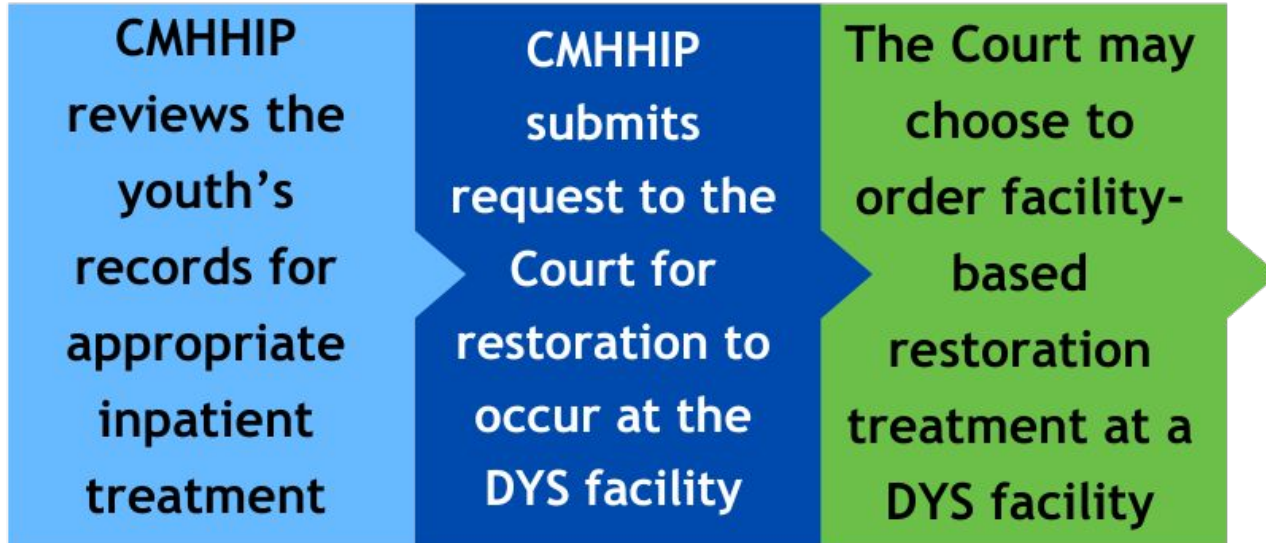 CMHHIP
reviews the
youth’s
records for
appropriate
inpatient
treatment
CMHHIP
submits
request to the
Court for
restoration to
occur at the
DYS facility
The Court may
choose to
order facility-
based
restoration
treatment at a
DYS facility